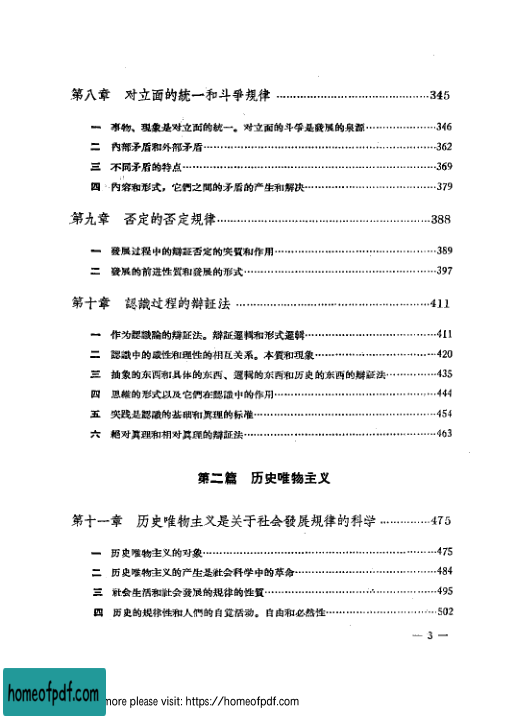 第八章 对立面的統一和斗爭規律 ……………345
一 事物、現象是对立面的統一。对立面的斗爭是發展的泉源……………346
二 內部矛盾和外部矛盾……………362
三 不同矛盾的特点……………369
四 內容和形式，它們之間的矛盾的产生和解决……………379
第九章 否定的否定規律……………388
一 發展过程中的辯証否定的实質和作用……………389
二 發展的前进性質和發展的形式……………397
第十章 認識过程的辯証法 ……………411
一 作为認識論的辯証法。辯証邏輯和形式邏輯……………411
二 認識中的感性和理性的相互关系。本質和現象……………420
三 抽象的东西和具体的东西、邏輯的东西和历史的东西的辯証法……………435
四 思維的形式以及它們在認識中的作用……………444
五 实践是認識的基础和眞理的标准……………454
六 絕对眞理和相对眞理的辯証法……………463
第二篇 历史唯物主义
第十一章 历史唯物主义是关于社会發展規律的科学 ……………475
一 历史唯物主义的对象……………475
二 历史唯物主义的产生是社会科学中的革命……………484
三 社会生活和社会發展的規律的性質……………495
四 历史的規律性和人們的自覚活动。自由和必然性……………502
— 3 —
homeofpdf.com
more please visit: https://homeofpdf.com